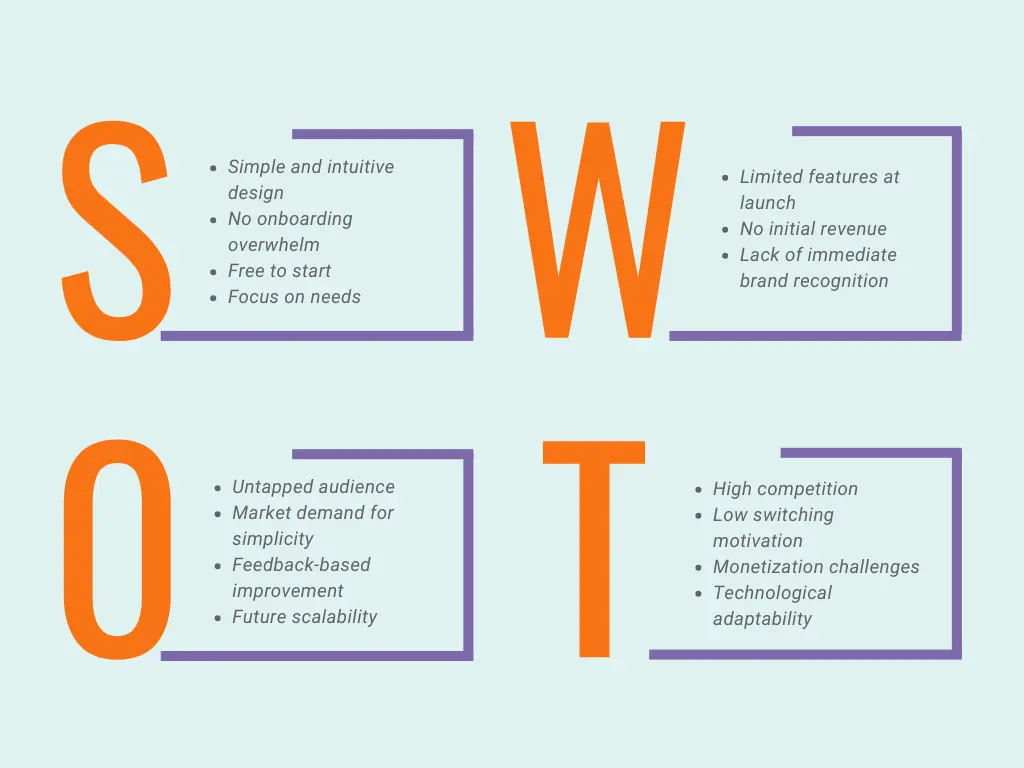 S
• Simple and intuitive
design
• No onboarding
overwhelm
• Free to start
• Focus on needs
W
• Limited features at
launch
• No initial revenue
• Lack of immediate
brand recognition
O
• Untapped audience
• Market demand for
simplicity
• Feedback-based
improvement
• Future scalability
T
• High competition
• Low switching
motivation
• Monetization challenges
• Technological
adaptability